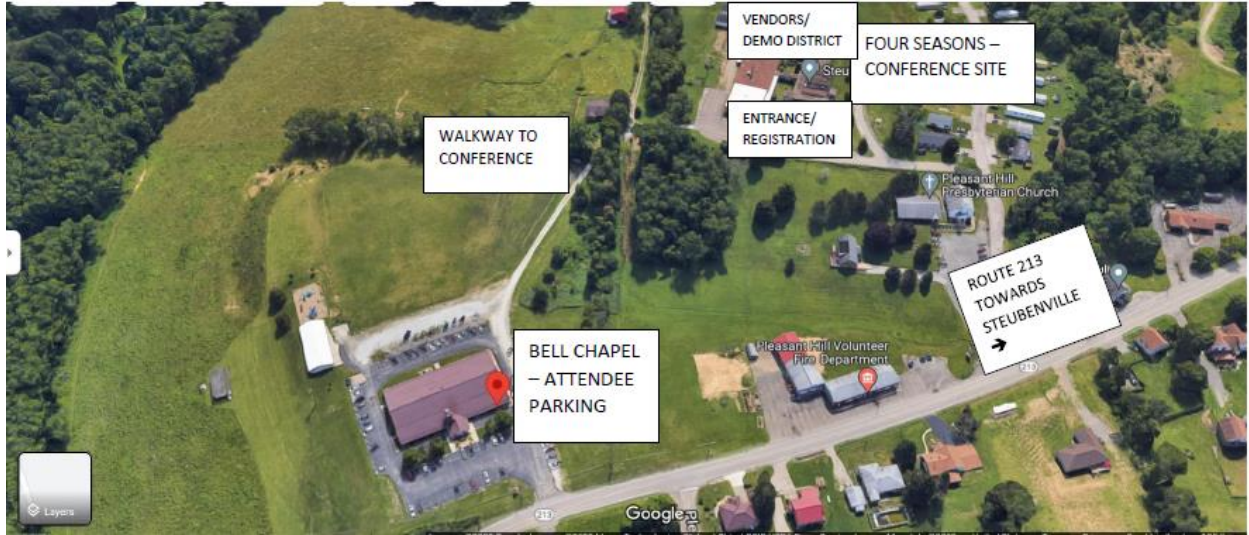 VENDORS/
DEMO DISTRICT
FOUR SEASONS –
CONFERENCE SITE
Steu
ENTRANCE/
REGISTRATION
WALKWAY TO
CONFERENCE
Pleasant Hill
Presbyterian Church
ROUTE 213
TOWARDS
STEUBENVILLE
→
BELL CHAPEL
– ATTENDEE
PARKING
Pleasant Hill Volunteer
Fire Department
213
213
Layers
Google